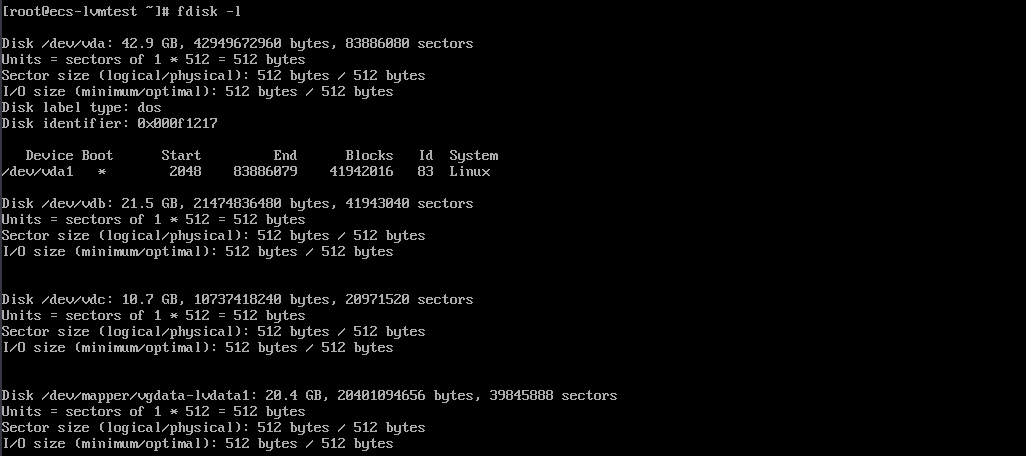 [root@ecs-lvmtest ~]# fdisk -l
Disk /dev/vda: 42.9 GB, 42949672960 bytes, 83886080 sectors
Units = sectors of 1 * 512 = 512 bytes
Sector size (logical/physical): 512 bytes / 512 bytes
I/O size (minimum/optimal): 512 bytes / 512 bytes
Disk label type: dos
Disk identifier: 0x000f1217
Device Boot Start End Blocks Id System
/dev/vda1 * 2048 83886079 41942016 83 Linux
Disk /dev/vdb: 21.5 GB, 21474836480 bytes, 41943040 sectors
Units = sectors of 1 * 512 = 512 bytes
Sector size (logical/physical): 512 bytes / 512 bytes
I/O size (minimum/optimal): 512 bytes / 512 bytes
Disk /dev/vdc: 10.7 GB, 10737418240 bytes, 20971520 sectors
Units = sectors of 1 * 512 = 512 bytes
Sector size (logical/physical): 512 bytes / 512 bytes
I/O size (minimum/optimal): 512 bytes / 512 bytes
Disk /dev/mapper/vgdata-lvdata1: 20.4 GB, 20401094656 bytes, 39845888 sectors
Units = sectors of 1 * 512 = 512 bytes
Sector size (logical/physical): 512 bytes / 512 bytes
I/O size (minimum/optimal): 512 bytes / 512 bytes